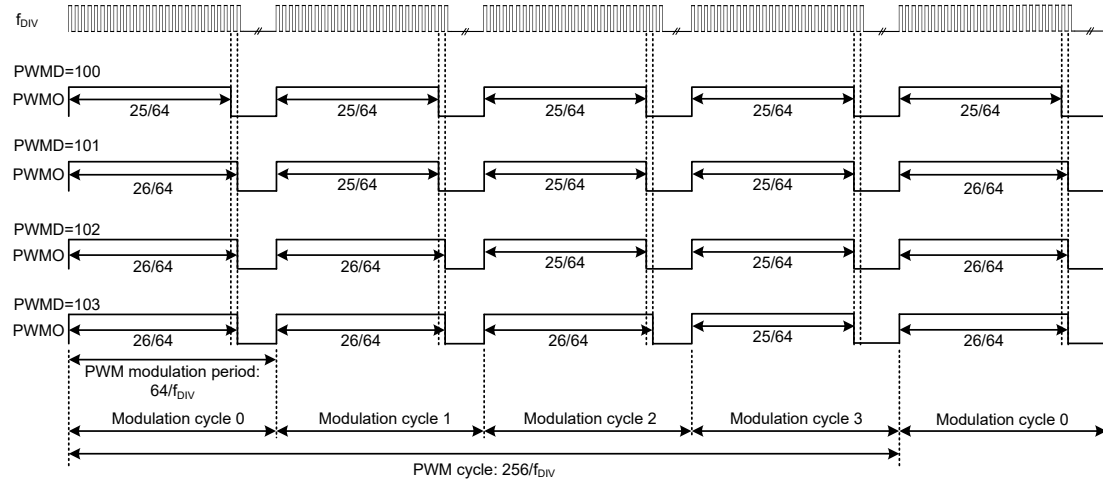 fDIV
PWMD=100
PWMO
25/64 25/64 25/64 25/64 25/64
PWMD=101
PWMO
26/64 25/64 25/64 25/64 26/64
PWMD=102
PWMO
26/64 26/64 25/64 25/64 26/64
PWMD=103
PWMO
26/64 26/64 26/64 25/64 26/64
PWM modulation period:
64/fDIV
Modulation cycle 0 Modulation cycle 1 Modulation cycle 2 Modulation cycle 3 Modulation cycle 0
PWM cycle: 256/fDIV